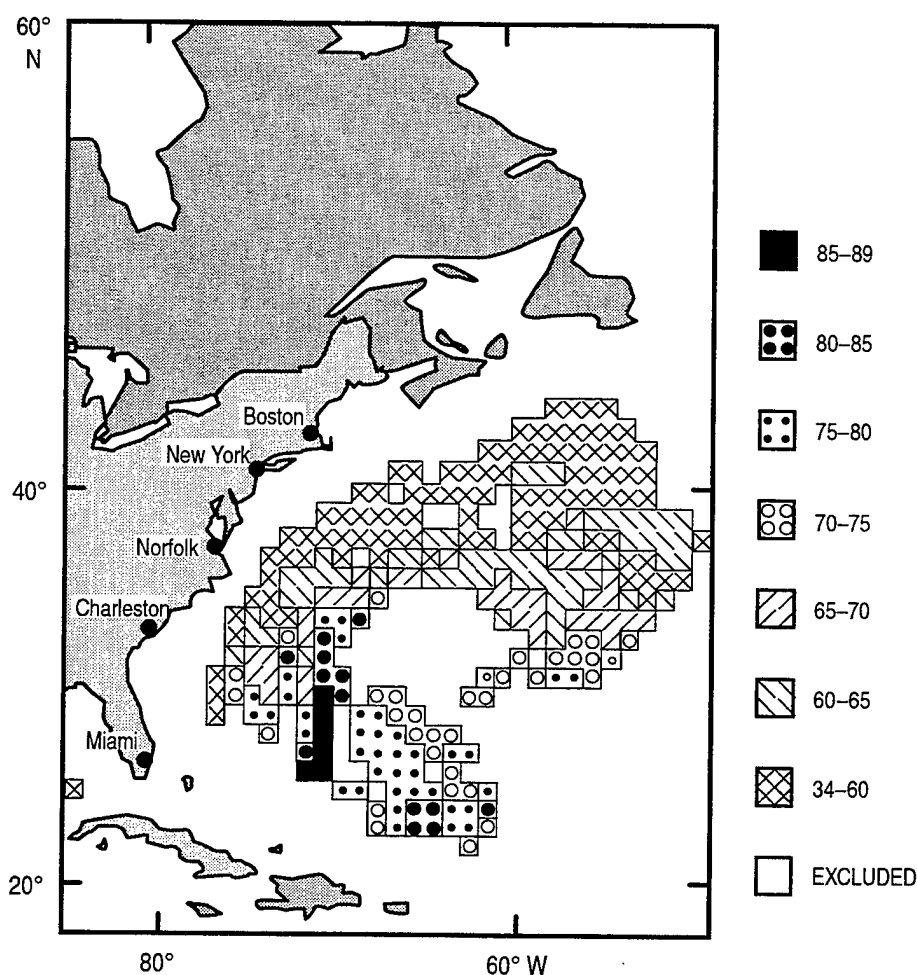 60°
N
85–89
80–85
Boston
75–80
New York
40°
70–75
Norfolk
Charleston
65–70
60–65
Miami
34–60
20°
EXCLUDED
80°
60° W